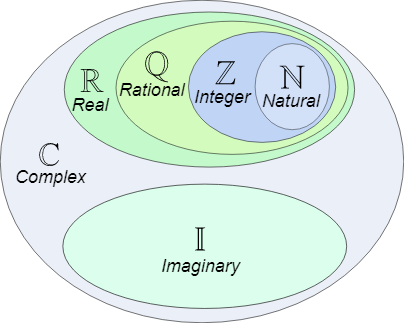 ℝ
Real
ℚ
Rational
ℤ
Integer
ℕ
Natural
ℂ
Complex
𝕀
Imaginary